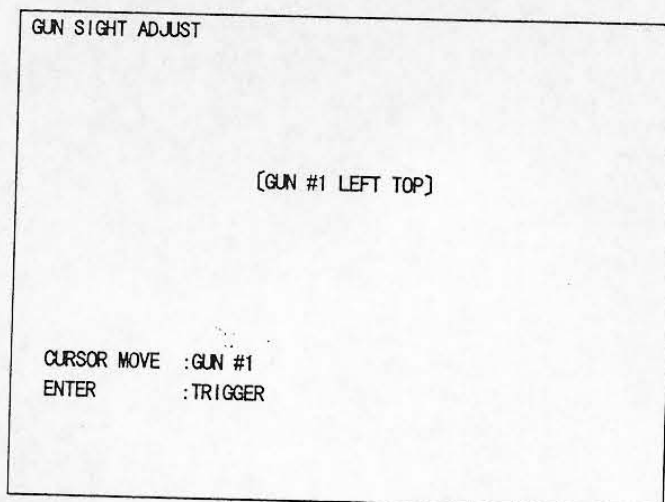 GUN SIGHT ADJUST
[GUN #1 LEFT TOP]
CURSOR MOVE :GUN #1
ENTER :TRIGGER